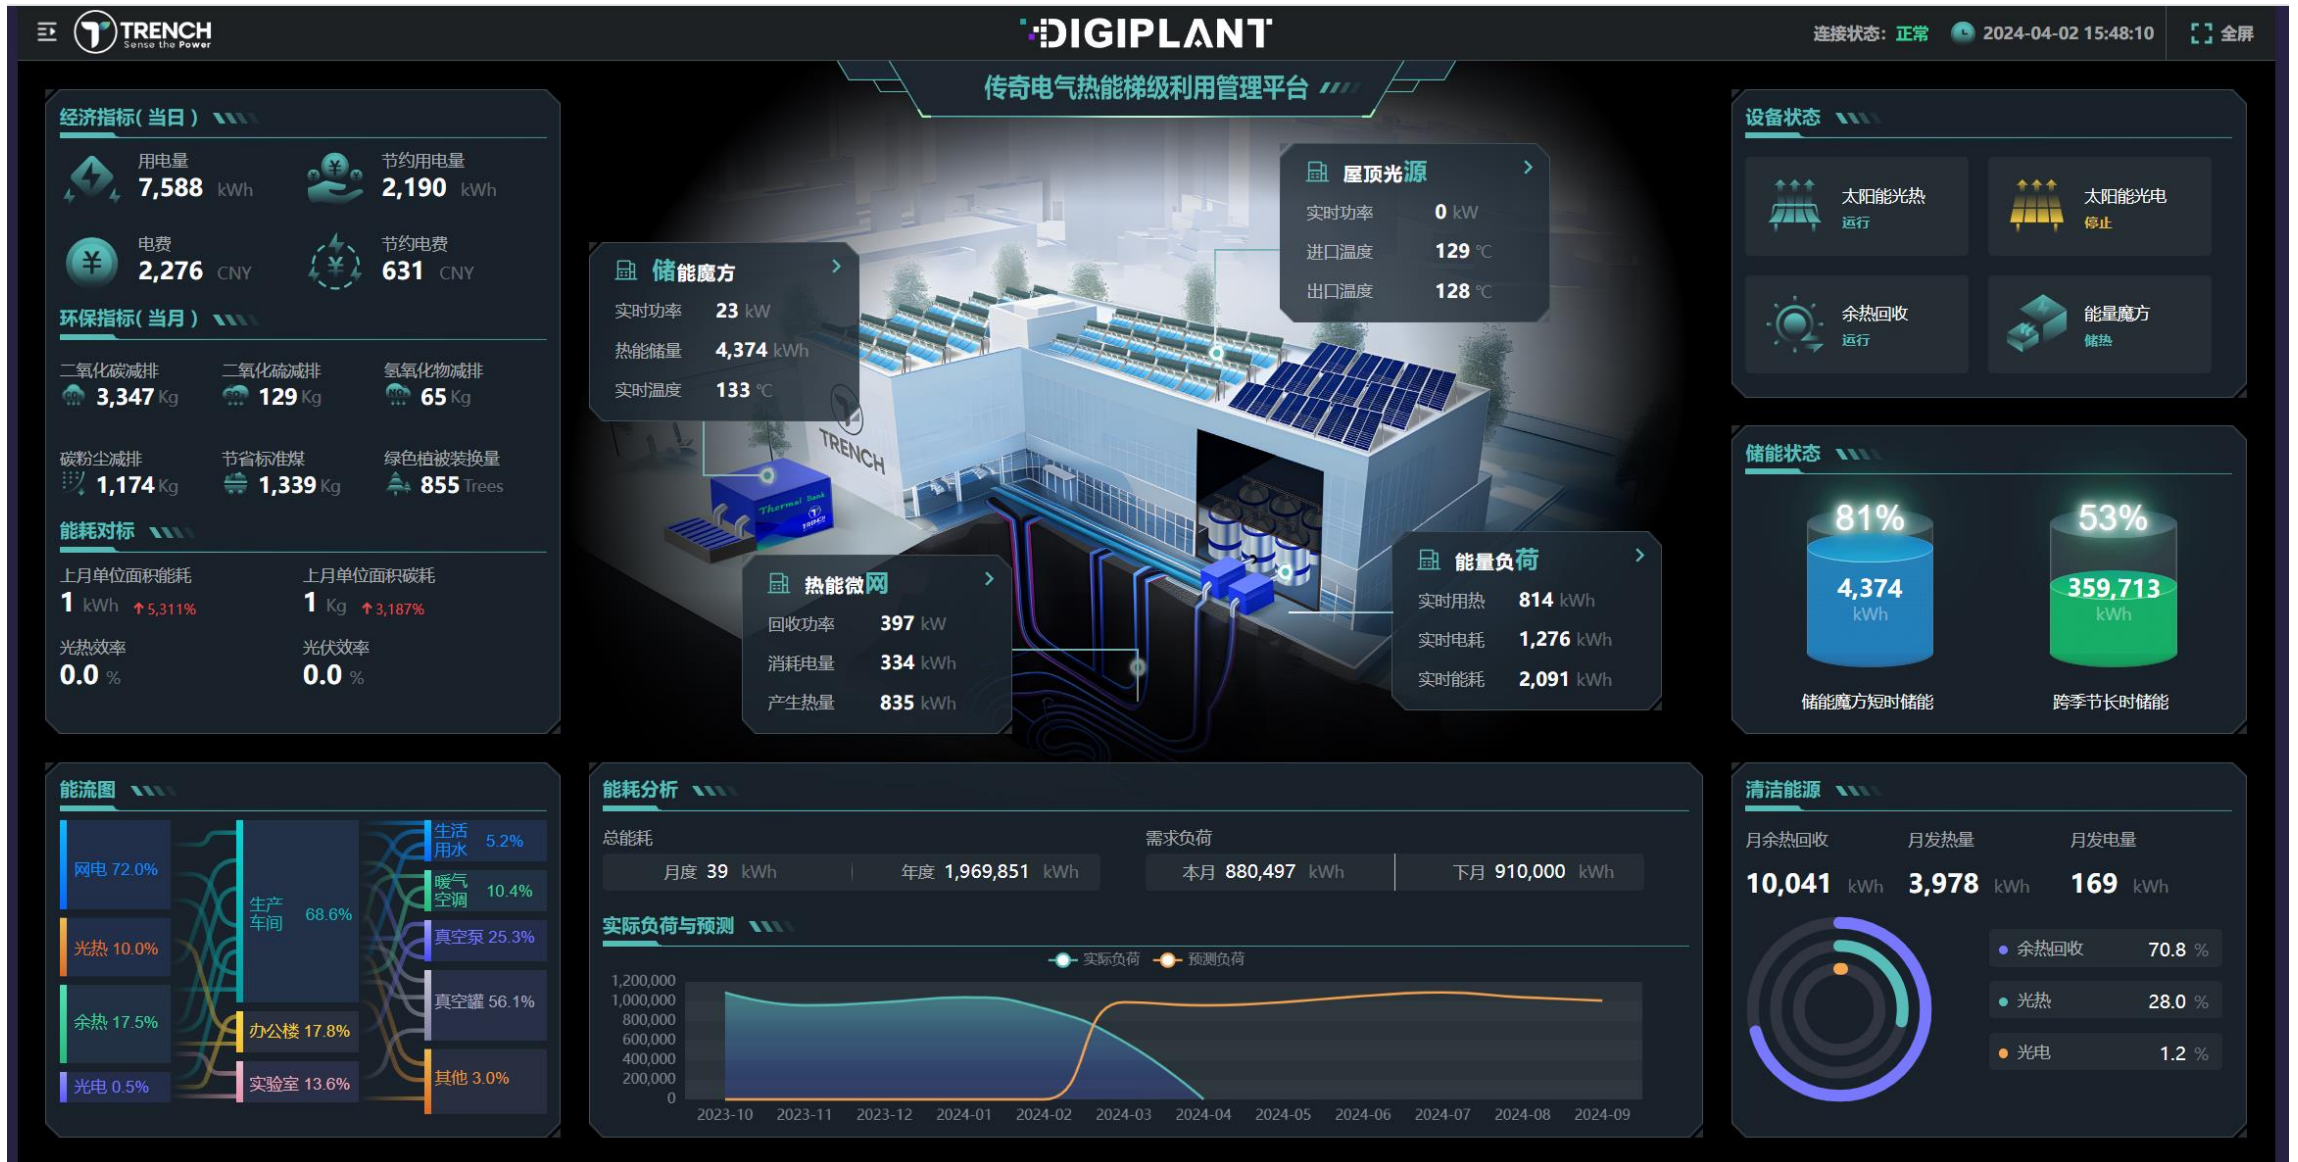 TRENCH
Sense the Power
DIGIPLANT
连接状态: 正常
2024-04-02 15:48:10
全屏
传奇电气热能梯级利用管理平台
经济指标(当日)
用电量
7,588 kWh
节约用电量
2,190 kWh
电费
2,276 CNY
节约电费
631 CNY
环保指标(当月)
二氧化碳减排
3,347 Kg
二氧化硫减排
129 Kg
氢氧化物减排
65 Kg
碳粉尘减排
1,174 Kg
节省标准煤
1,339 Kg
绿色植被装换量
855 Trees
能耗对标
上月单位面积能耗
1 kWh ↑5,311%
上月单位面积碳耗
1 Kg ↑3,187%
光热效率
0.0 %
光伏效率
0.0 %
储能魔方
实时功率 23 kW
热能储量 4,374 kWh
实时温度 133 ℃
屋顶光源
实时功率 0 kW
进口温度 129 ℃
出口温度 128 ℃
TRENCH
Thermal Bank
TRENCH
热能微网
回收功率 397 kW
消耗电量 334 kWh
产生热量 835 kWh
能量负荷
实时用热 814 kWh
实时电耗 1,276 kWh
实时能耗 2,091 kWh
设备状态
太阳能光热
运行
太阳能光电
停止
余热回收
运行
能量魔方
储热
储能状态
81%
4,374
kWh
储能魔方短时储能
53%
359,713
kWh
跨季节长时储能
能流图
网电 72.0%
光热 10.0%
余热 17.5%
光电 0.5%
生产
车间 68.6%
办公楼 17.8%
实验室 13.6%
生活
用水 5.2%
暖气
空调 10.4%
真空泵 25.3%
真空罐 56.1%
其他 3.0%
能耗分析
总能耗
月度 39 kWh
年度 1,969,851 kWh
需求负荷
本月 880,497 kWh
下月 910,000 kWh
实际负荷与预测
实际负荷 预测负荷
1,200,000
1,000,000
800,000
600,000
400,000
200,000
0
2023-10 2023-11 2023-12 2024-01 2024-02 2024-03 2024-04 2024-05 2024-06 2024-07 2024-08 2024-09
清洁能源
月余热回收
10,041 kWh
月发热量
3,978 kWh
月发电量
169 kWh
余热回收 70.8 %
光热 28.0 %
光电 1.2 %